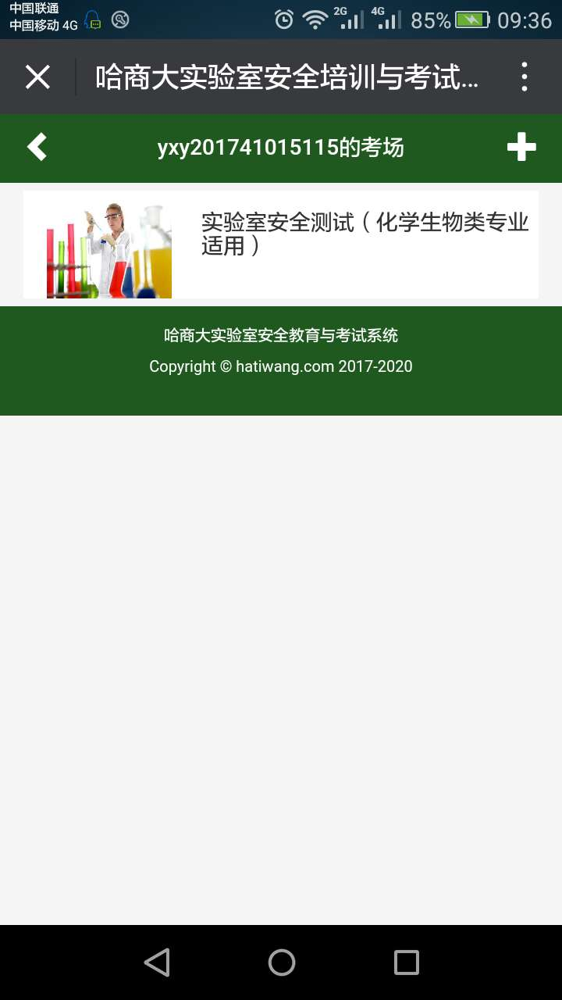 中国联通
中国移动 4G
2G
4G
85%
09:36
哈商大实验室安全培训与考试...
yxy201741015115的考场
实验室安全测试（化学生物类专业
适用）
哈商大实验室安全教育与考试系统
Copyright © hatiwang.com 2017-2020